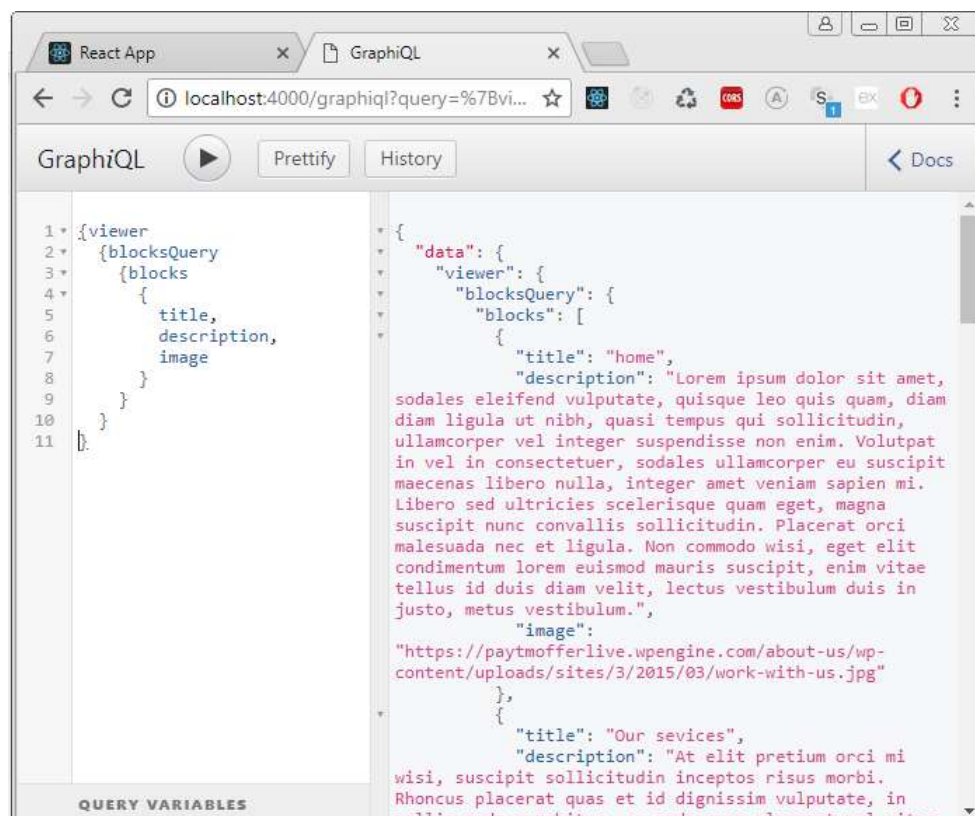 React App
GraphiQL
localhost:4000/graphiql?query=%7Bvi...
CORS
A
S
1
ex
GraphiQL
Prettify
History
Docs
1 {viewer
2 {blocksQuery
3 {blocks
4 {
5 title,
6 description,
7 image
8 }
9 }
10 }
11 }
QUERY VARIABLES
{
"data": {
"viewer": {
"blocksQuery": {
"blocks": [
{
"title": "home",
"description": "Lorem ipsum dolor sit amet,
sodales eleifend vulputate, quisque leo quis quam, diam
diam ligula ut nibh, quasi tempus qui sollicitudin,
ullamcorper vel integer suspendisse non enim. Volutpat
in vel in consectetuer, sodales ullamcorper eu suscipit
maecenas libero nulla, integer amet veniam sapien mi.
Libero sed ultricies scelerisque quam eget, magna
suscipit nunc convallis sollicitudin. Placerat orci
malesuada nec et ligula. Non commodo wisi, eget elit
condimentum lorem euismod mauris suscipit, enim vitae
tellus id duis diam velit, lectus vestibulum duis in
justo, metus vestibulum.",
"image":
"https://paytmofferlive.wpengine.com/about-us/wp-
content/uploads/sites/3/2015/03/work-with-us.jpg"
},
{
"title": "Our sevices",
"description": "At elit pretium orci mi
wisi, suscipit sollicitudin inceptos risus morbi.
Rhoncus placerat quas et id dignissim vulputate, in